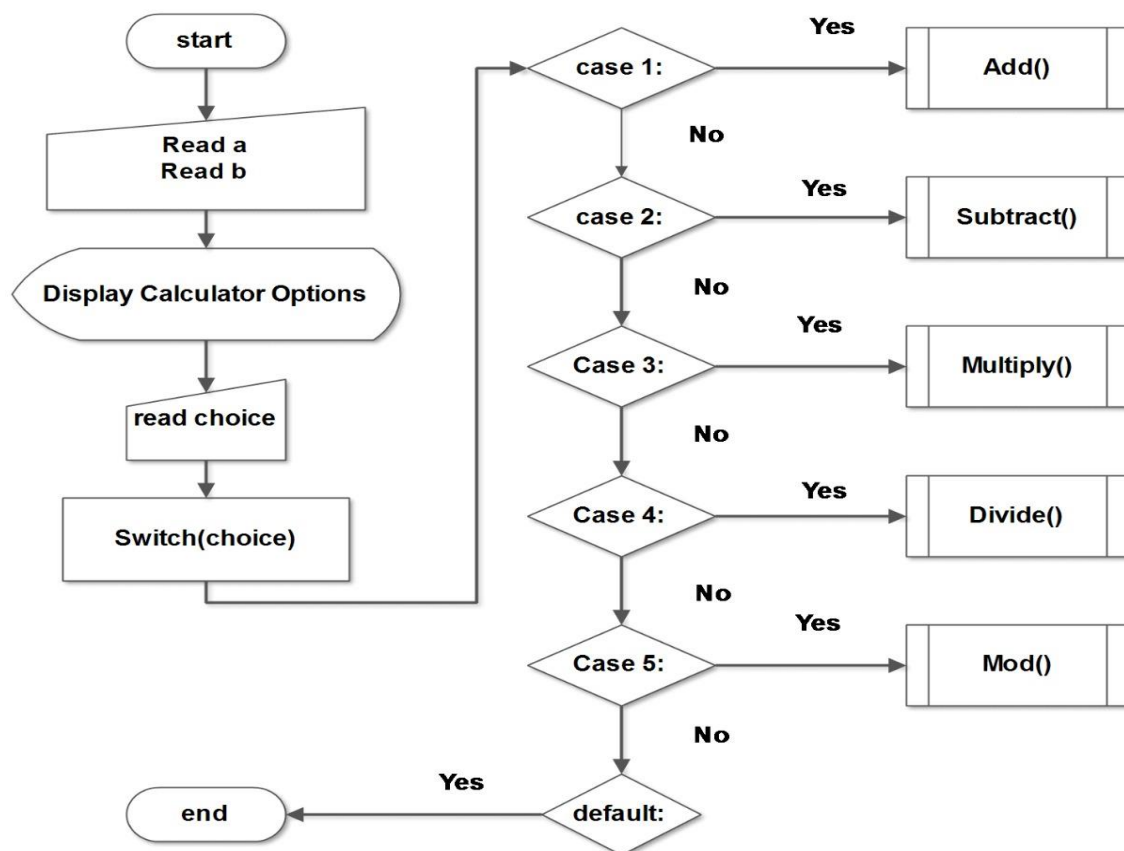 start
Read a
Read b
Display Calculator Options
read choice
Switch(choice)
case 1:
Yes
Add()
No
case 2:
Yes
Subtract()
No
Case 3:
Yes
Multiply()
No
Case 4:
Yes
Divide()
No
Case 5:
Yes
Mod()
No
default:
Yes
end